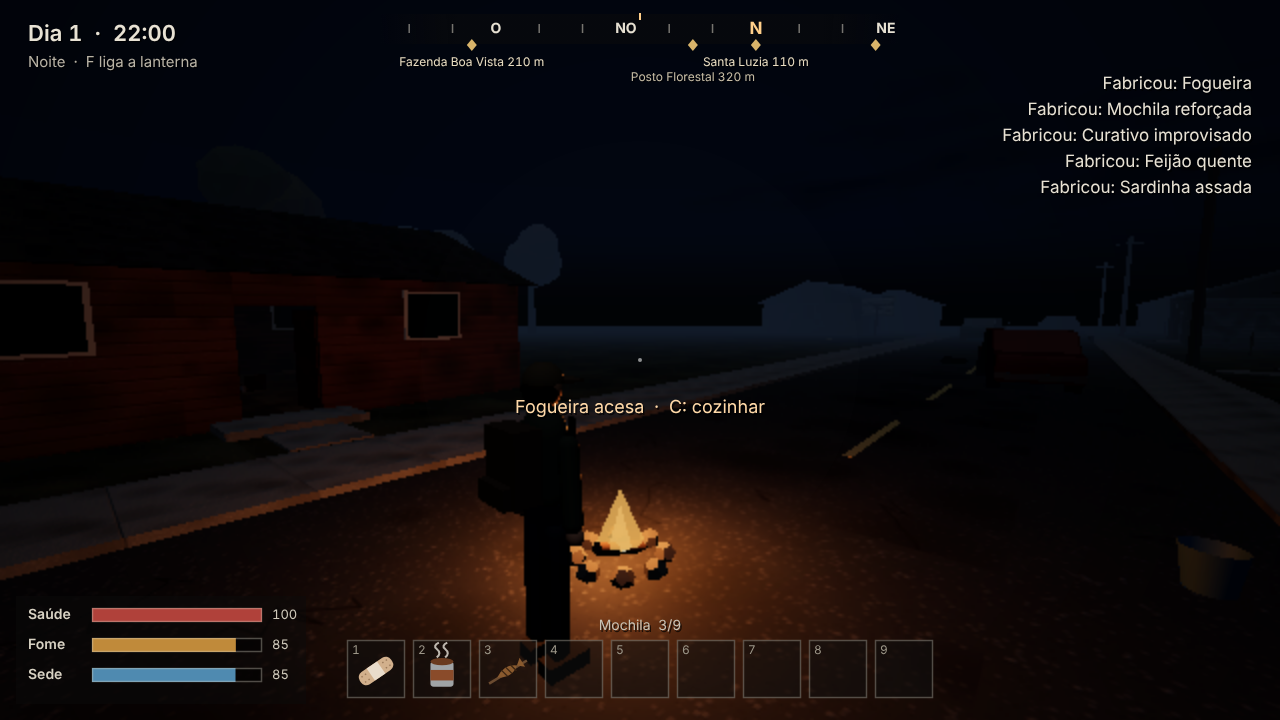 Dia 1 · 22:00
Noite · F liga a lanterna
O NO N NE
Fazenda Boa Vista 210 m
Santa Luzia 110 m
Posto Florestal 320 m
Fabricou: Fogueira
Fabricou: Mochila reforçada
Fabricou: Curativo improvisado
Fabricou: Feijão quente
Fabricou: Sardinha assada
Fogueira acesa · C: cozinhar
Saúde 100
Fome 85
Sede 85
Mochila 3/9
1 2 3 4 5 6 7 8 9